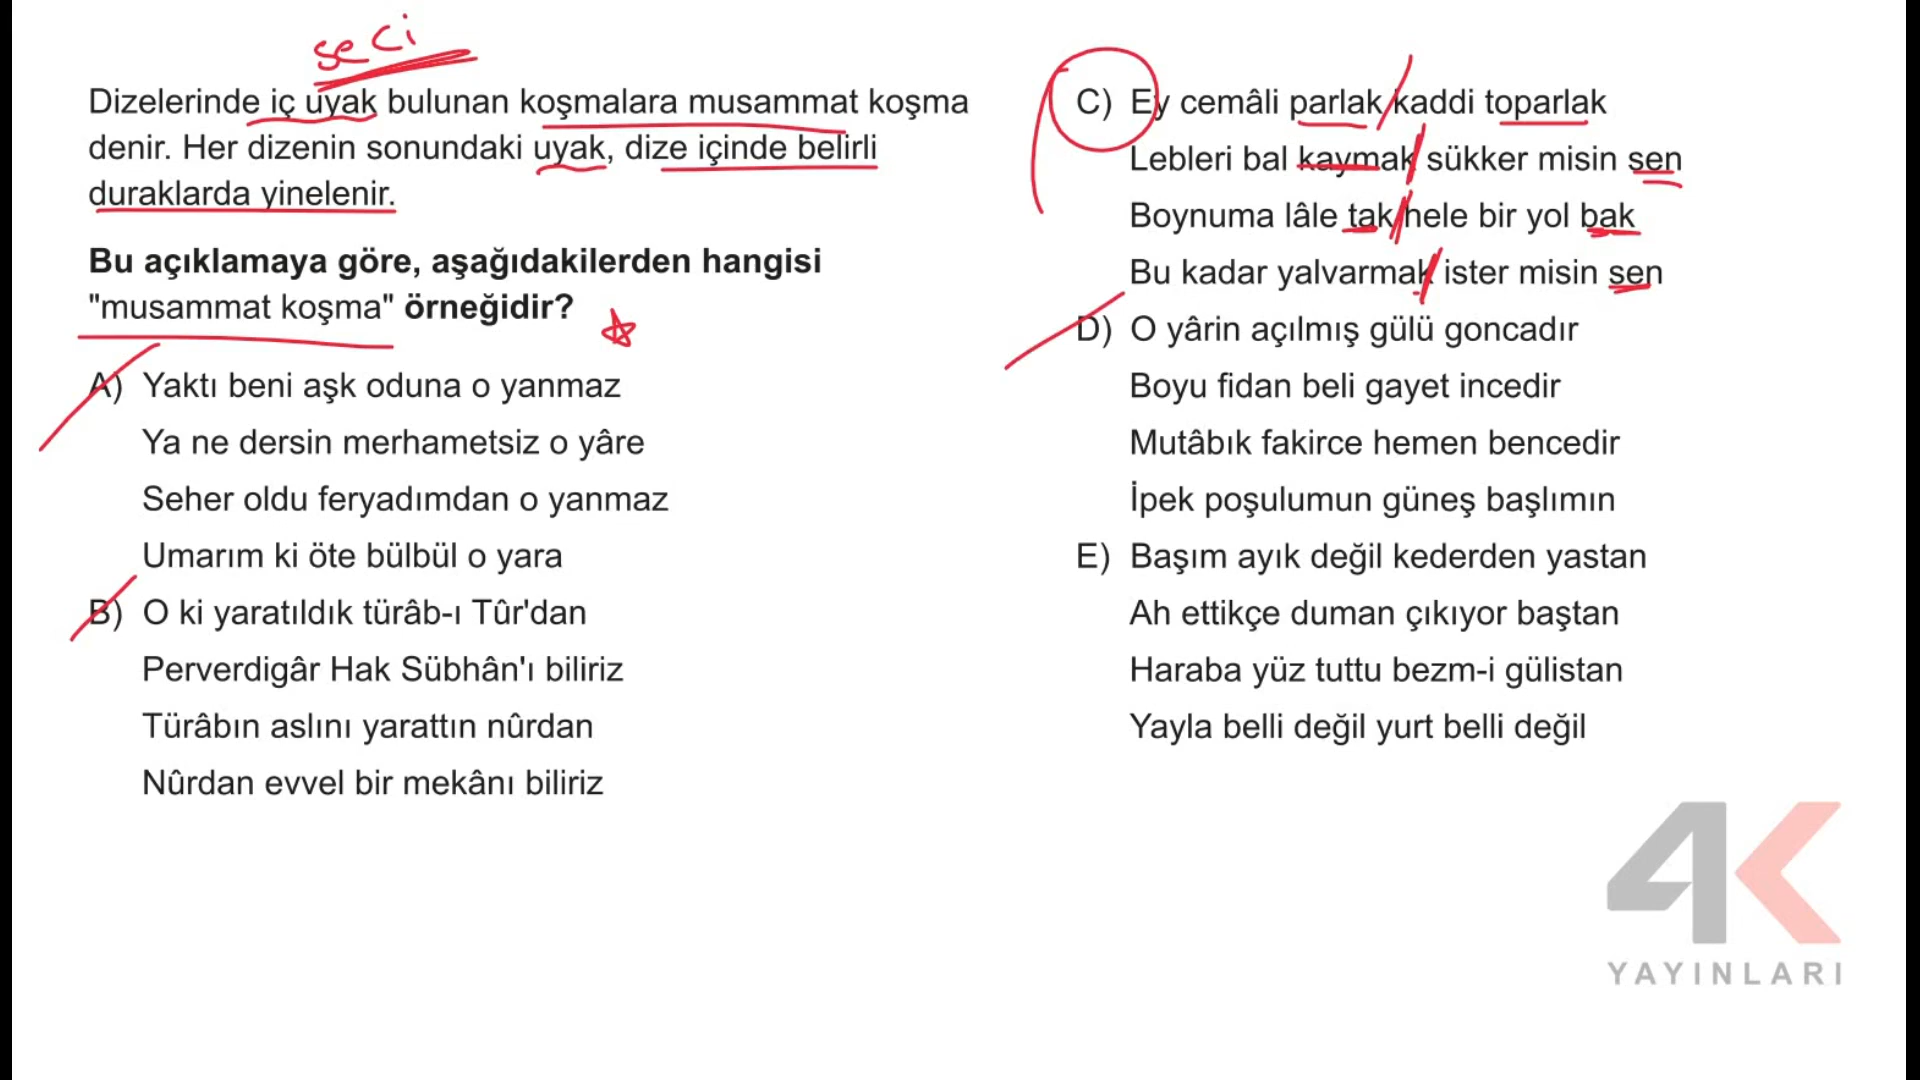 seci
Dizelerinde iç uyak bulunan koşmalara musammat koşma
denir. Her dizenin sonundaki uyak, dize içinde belirli
duraklarda yinelenir.
Bu açıklamaya göre, aşağıdakilerden hangisi
"musammat koşma" örneğidir?
A) Yaktı beni aşk oduna o yanmaz
Ya ne dersin merhametsiz o yâre
Seher oldu feryadımdan o yanmaz
Umarım ki öte bülbül o yara
B) O ki yaratıldık türâb-ı Tûr'dan
Perverdigâr Hak Sübhân'ı biliriz
Türâbın aslını yarattın nûrdan
Nûrdan evvel bir mekânı biliriz
C) Ey cemâli parlak kaddi toparlak
Lebleri bal kaymak sükker misin sen
Boynuma lâle tak hele bir yol bak
Bu kadar yalvarmak ister misin sen
D) O yârin açılmış gülü goncadır
Boyu fidan beli gayet incedir
Mutâbık fakirce hemen bencedir
İpek poşulumun güneş başlımın
E) Başım ayık değil kederden yastan
Ah ettikçe duman çıkıyor baştan
Haraba yüz tuttu bezm-i gülistan
Yayla belli değil yurt belli değil
4K
YAYINLARI